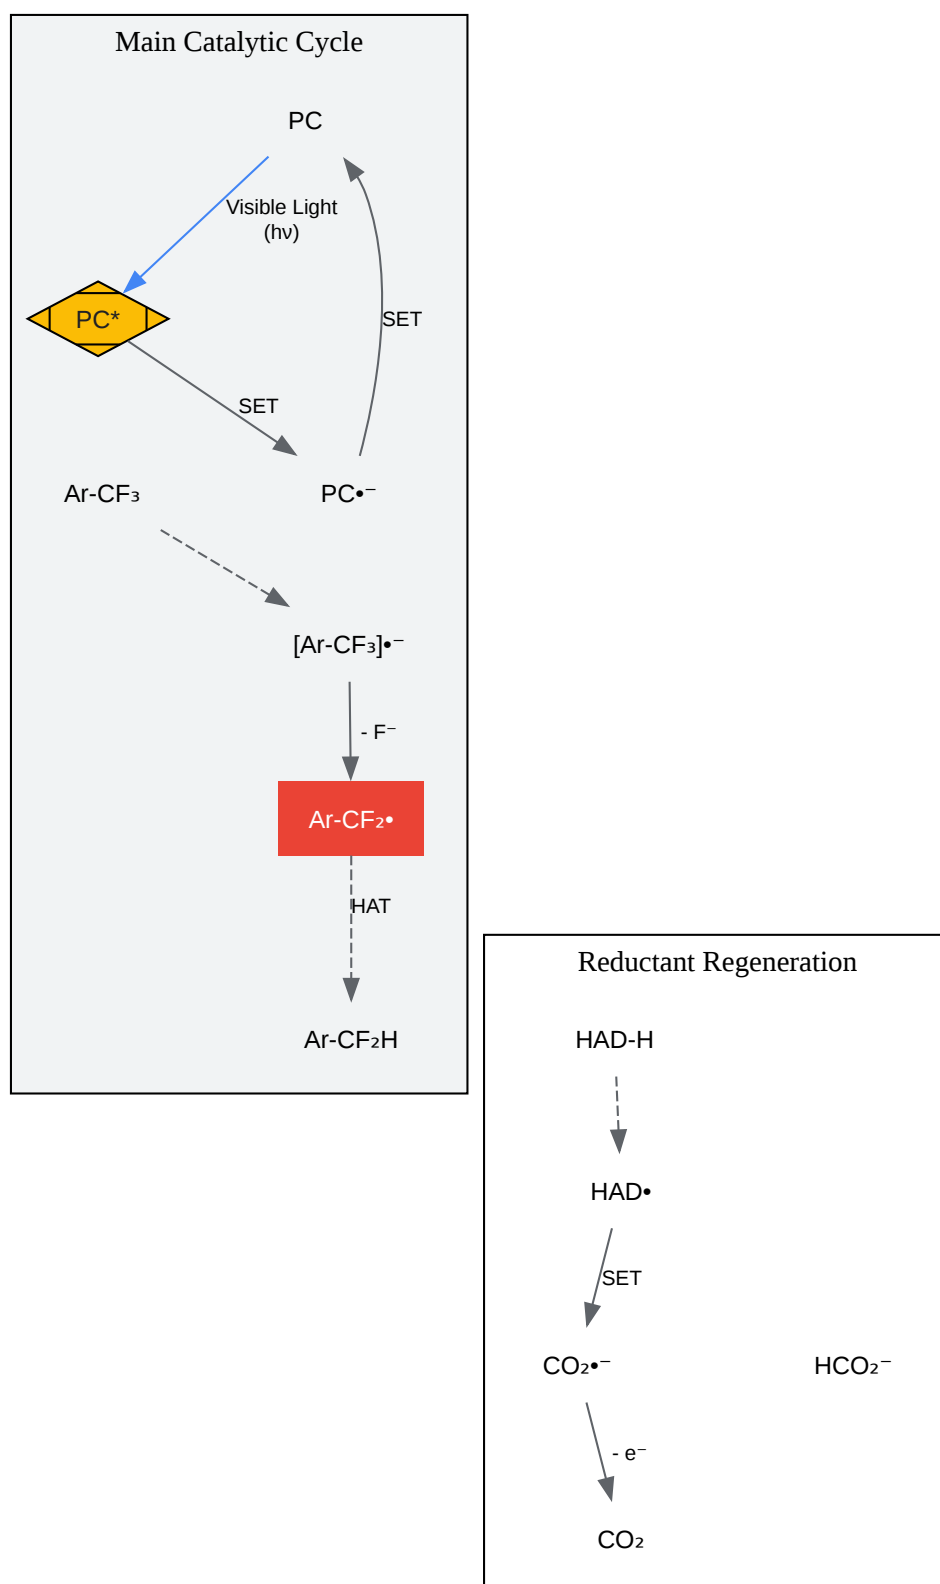 Main Catalytic Cycle
PC
Visible Light
(hν)
PC*
SET
SET
Ar-CF₃
PC•⁻
[Ar-CF₃]•⁻
- F⁻
Ar-CF₂•
HAT
Ar-CF₂H
Reductant Regeneration
HAD-H
HAD•
SET
CO₂•⁻
HCO₂⁻
- e⁻
CO₂